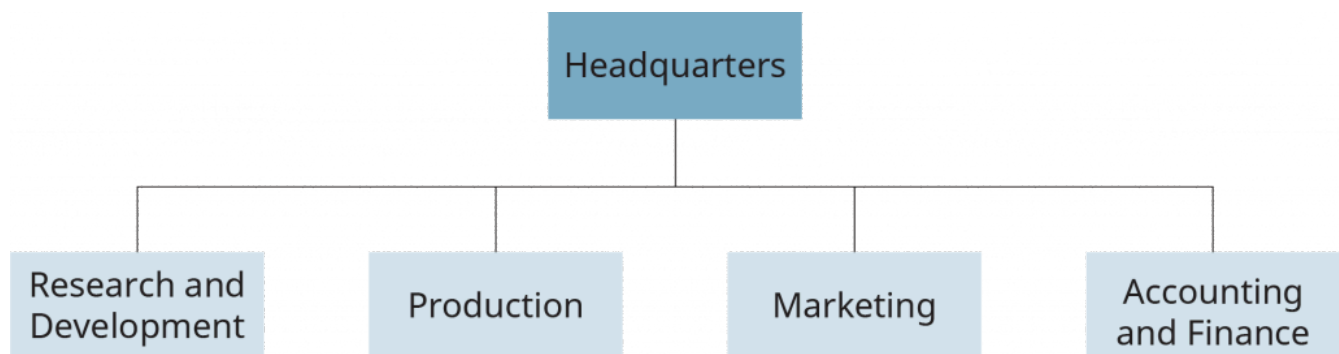 Headquarters
Research and
Development
Production
Marketing
Accounting
and Finance